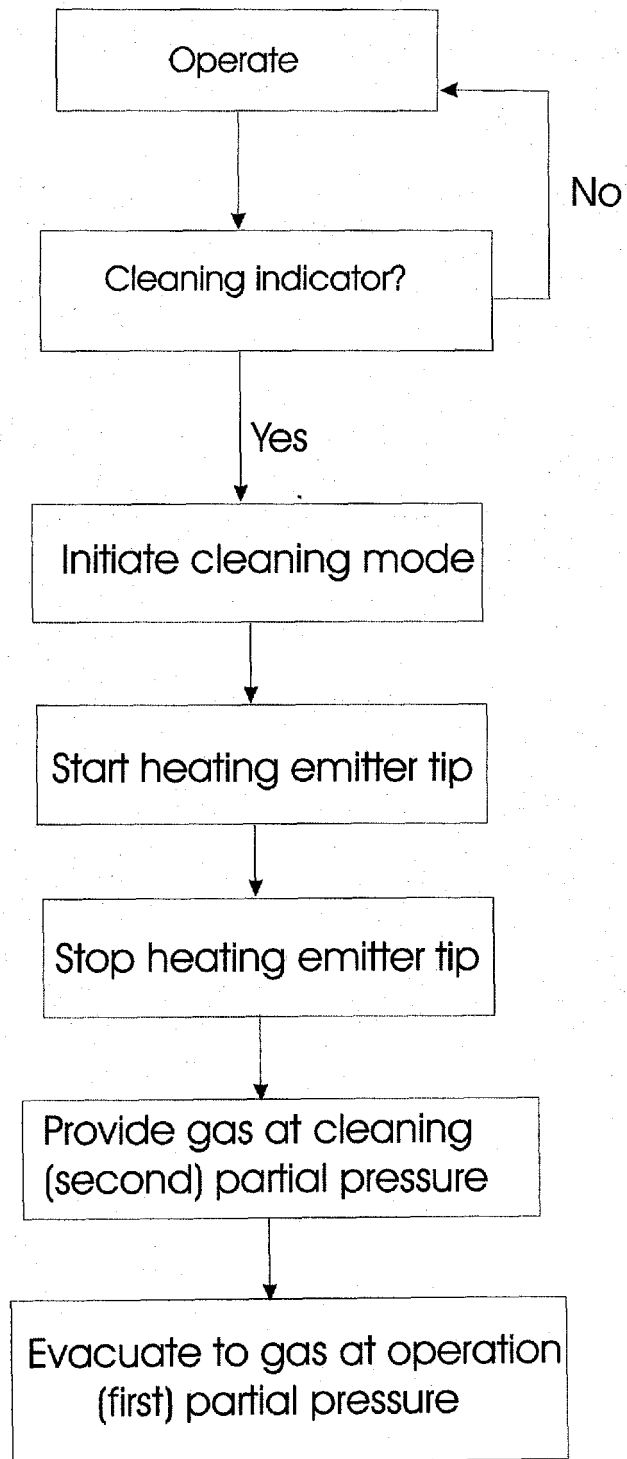 Operate
No
Cleaning indicator?
Yes
Initiate cleaning mode
Start heating emitter tip
Stop heating emitter tip
Provide gas at cleaning
(second) partial pressure
Evacuate to gas at operation
(first) partial pressure